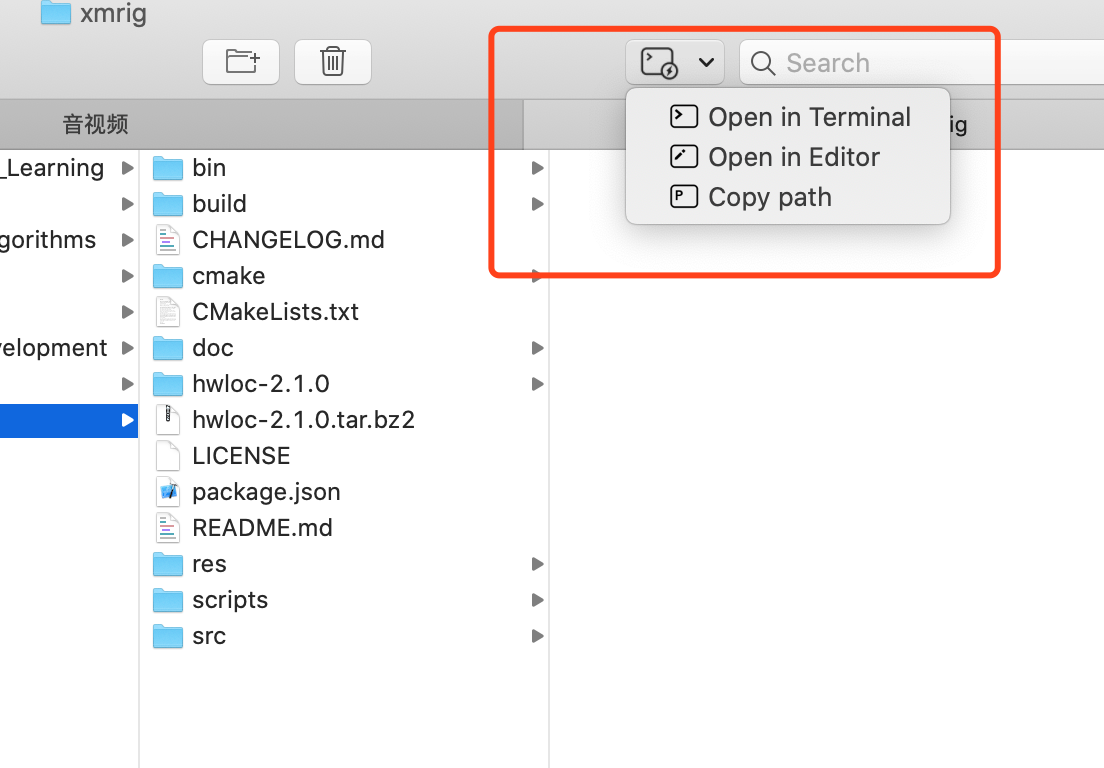 xmrig
Search
音视频
ig
Open in Terminal
Open in Editor
Copy path
_Learning
gorithms
velopment
bin
build
CHANGELOG.md
cmake
CMakeLists.txt
doc
hwloc-2.1.0
hwloc-2.1.0.tar.bz2
LICENSE
package.json
README.md
res
scripts
src